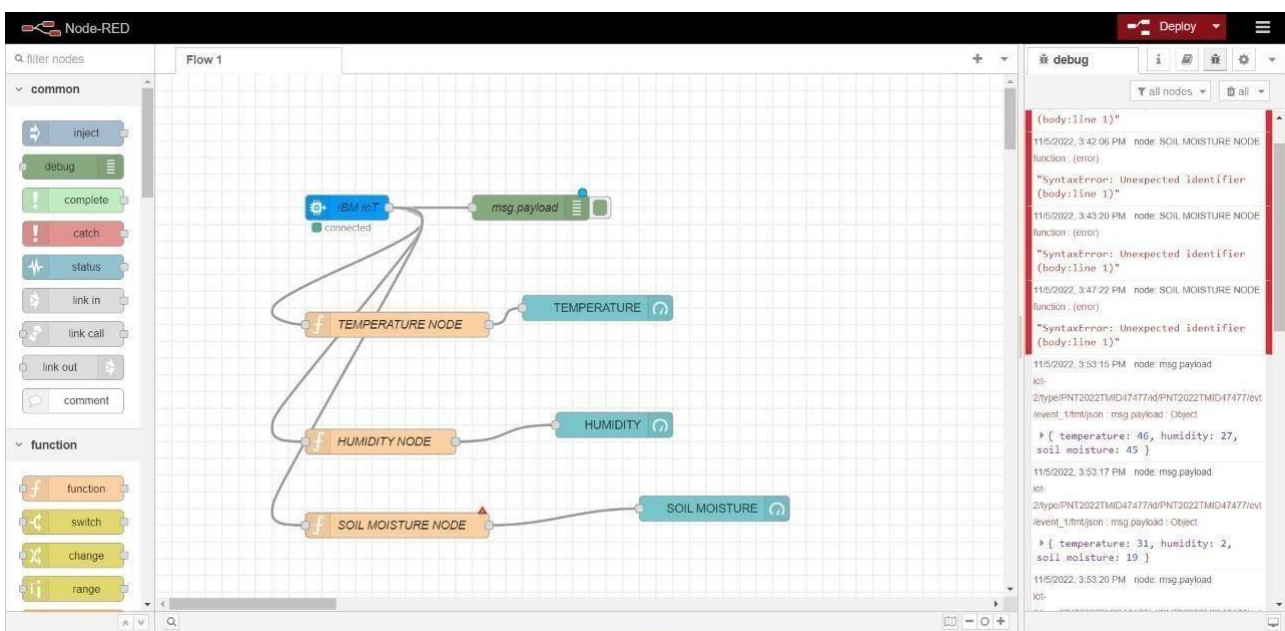 Node-RED
Deploy
filter nodes
Flow 1
debug
i
all nodes
all
common
inject
debug
complete
catch
status
link in
link call
link out
comment
function
function
switch
change
range
IBM IoT
connected
msg.payload
TEMPERATURE NODE
TEMPERATURE
HUMIDITY NODE
HUMIDITY
SOIL MOISTURE NODE
SOIL MOISTURE
(body:line 1)"
11/5/2022, 3:42:06 PM node: SOIL MOISTURE NODE
function : (error)
"SyntaxError: Unexpected identifier
(body:line 1)"
11/5/2022, 3:43:20 PM node: SOIL MOISTURE NODE
function : (error)
"SyntaxError: Unexpected identifier
(body:line 1)"
11/5/2022, 3:47:22 PM node: SOIL MOISTURE NODE
function : (error)
"SyntaxError: Unexpected identifier
(body:line 1)"
11/5/2022, 3:53:15 PM node: msg.payload
iot-
2/type/PNT2022TMID47477/id/PNT2022TMID47477/evt
/event_1/fmt/json : msg.payload : Object
{ temperature: 46, humidity: 27,
soil moisture: 45 }
11/5/2022, 3:53:17 PM node: msg.payload
iot-
2/type/PNT2022TMID47477/id/PNT2022TMID47477/evt
/event_1/fmt/json : msg.payload : Object
{ temperature: 31, humidity: 2,
soil moisture: 19 }
11/5/2022, 3:53:20 PM node: msg.payload
iot-